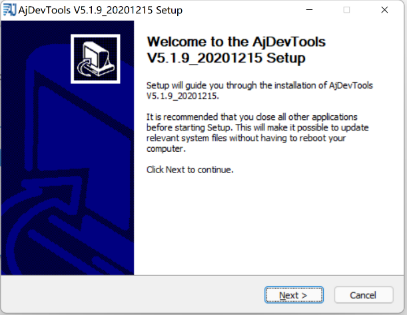 AjDevTools V5.1.9_20201215 Setup
Welcome to the AjDevTools
V5.1.9_20201215 Setup
Setup will guide you through the installation of AjDevTools
V5.1.9_20201215.
It is recommended that you close all other applications
before starting Setup. This will make it possible to update
relevant system files without having to reboot your
computer.
Click Next to continue.
Next >
Cancel